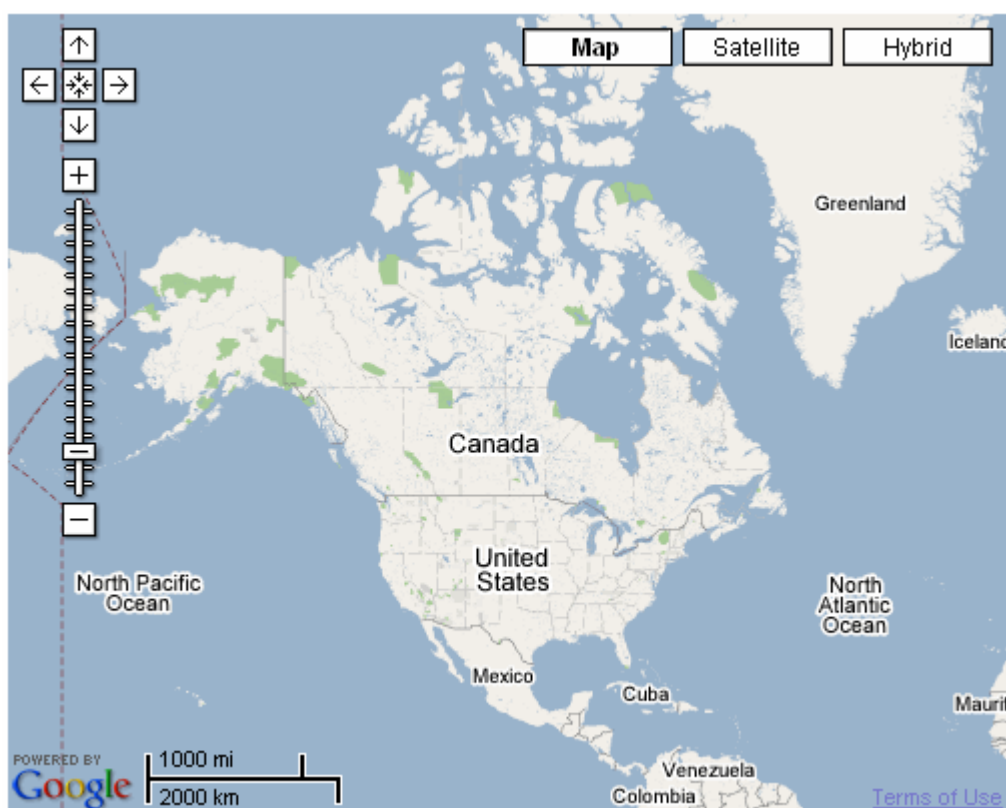 Map
Satellite
Hybrid
Greenland
Iceland
Canada
United
States
North Pacific
Ocean
North
Atlantic
Ocean
Mexico
Cuba
Maurit
Venezuela
Colombia
POWERED BY
Google
1000 mi
2000 km
Terms of Use